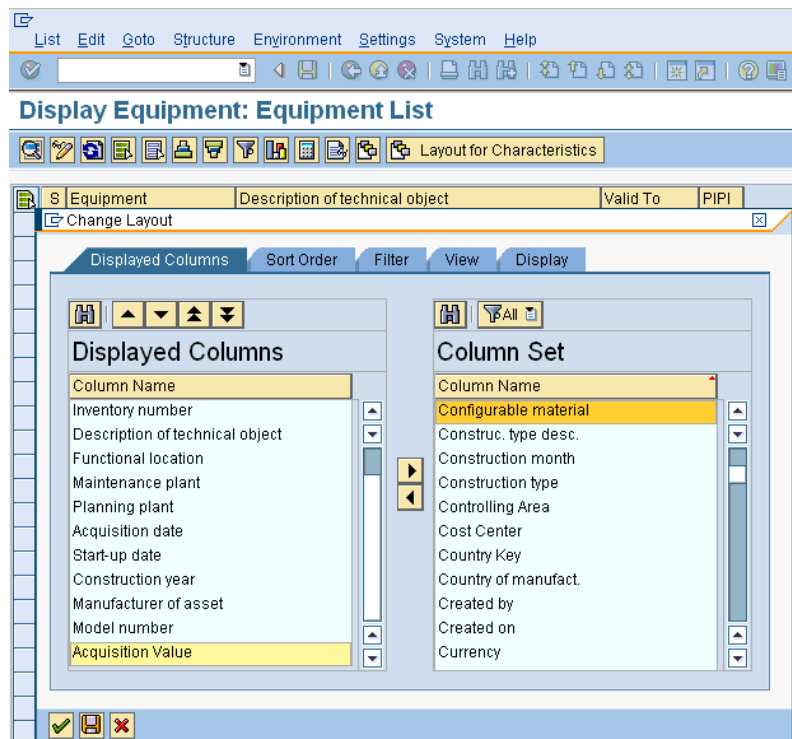 List Edit Goto Structure Environment Settings System Help
Display Equipment: Equipment List
Layout for Characteristics
S Equipment Description of technical object Valid To PlPl
Change Layout
Displayed Columns Sort Order Filter View Display
All
Displayed Columns Column Set
Column Name Column Name
Inventory number Configurable material
Description of technical object Construc. type desc.
Functional location Construction month
Maintenance plant Construction type
Planning plant Controlling Area
Acquisition date Cost Center
Start-up date Country Key
Construction year Country of manufact.
Manufacturer of asset Created by
Model number Created on
Acquisition Value Currency